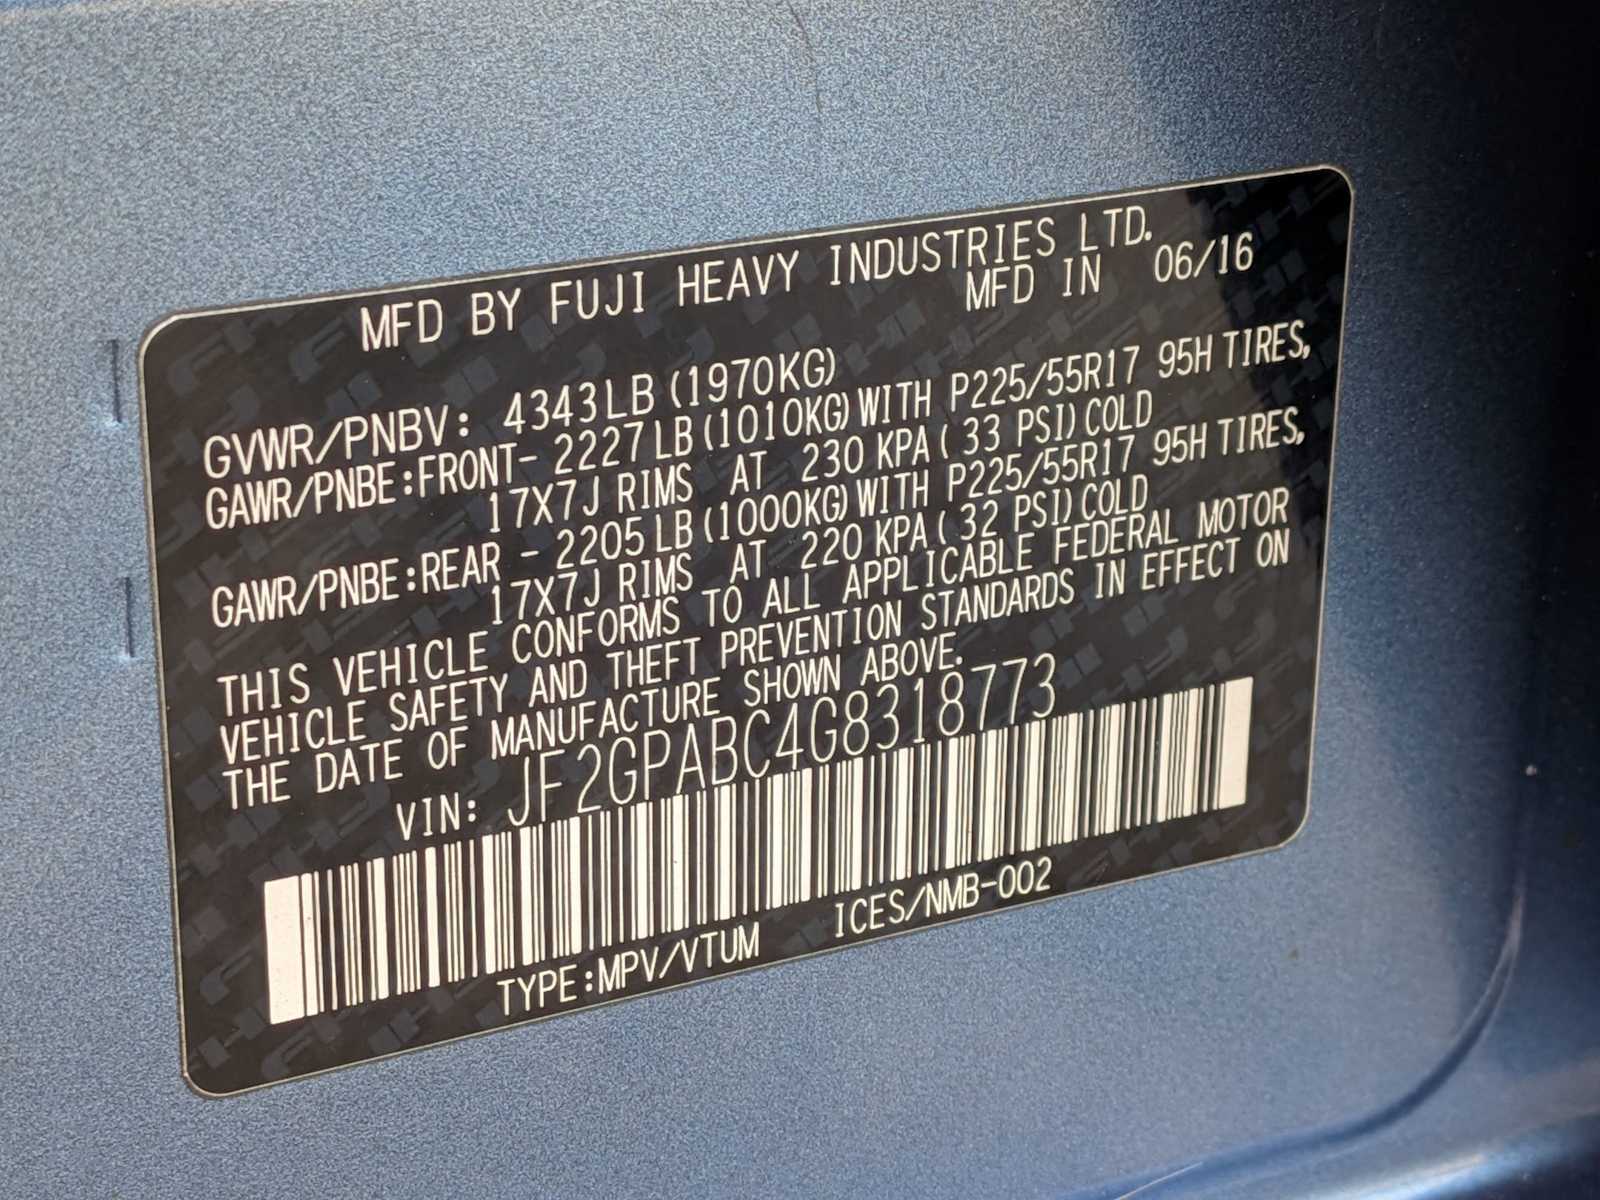 MFD BY FUJI HEAVY INDUSTRIES LTD.
MFD IN 06/16
GVWR/PNBV: 4343LB (1970KG)
GAWR/PNBE:FRONT- 2227LB (1010KG) WITH P225/55R17 95H TIRES,
17X7J RIMS AT 230 KPA ( 33 PSI) COLD
GAWR/PNBE:REAR - 2205LB (1000KG) WITH P225/55R17 95H TIRES,
17X7J RIMS AT 220 KPA ( 32 PSI) COLD
THIS VEHICLE CONFORMS TO ALL APPLICABLE FEDERAL MOTOR
VEHICLE SAFETY AND THEFT PREVENTION STANDARDS IN EFFECT ON
THE DATE OF MANUFACTURE SHOWN ABOVE.
VIN: JF2GPABC4G8318773
TYPE:MPV/VTUM ICES/NMB-002